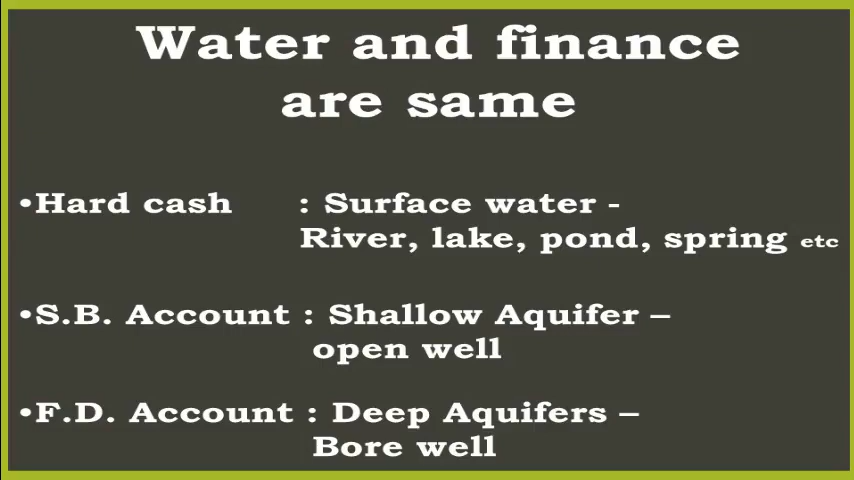 Water and finance
are same
•Hard cash : Surface water -
River, lake, pond, spring etc
•S.B. Account : Shallow Aquifer –
open well
•F.D. Account : Deep Aquifers –
Bore well